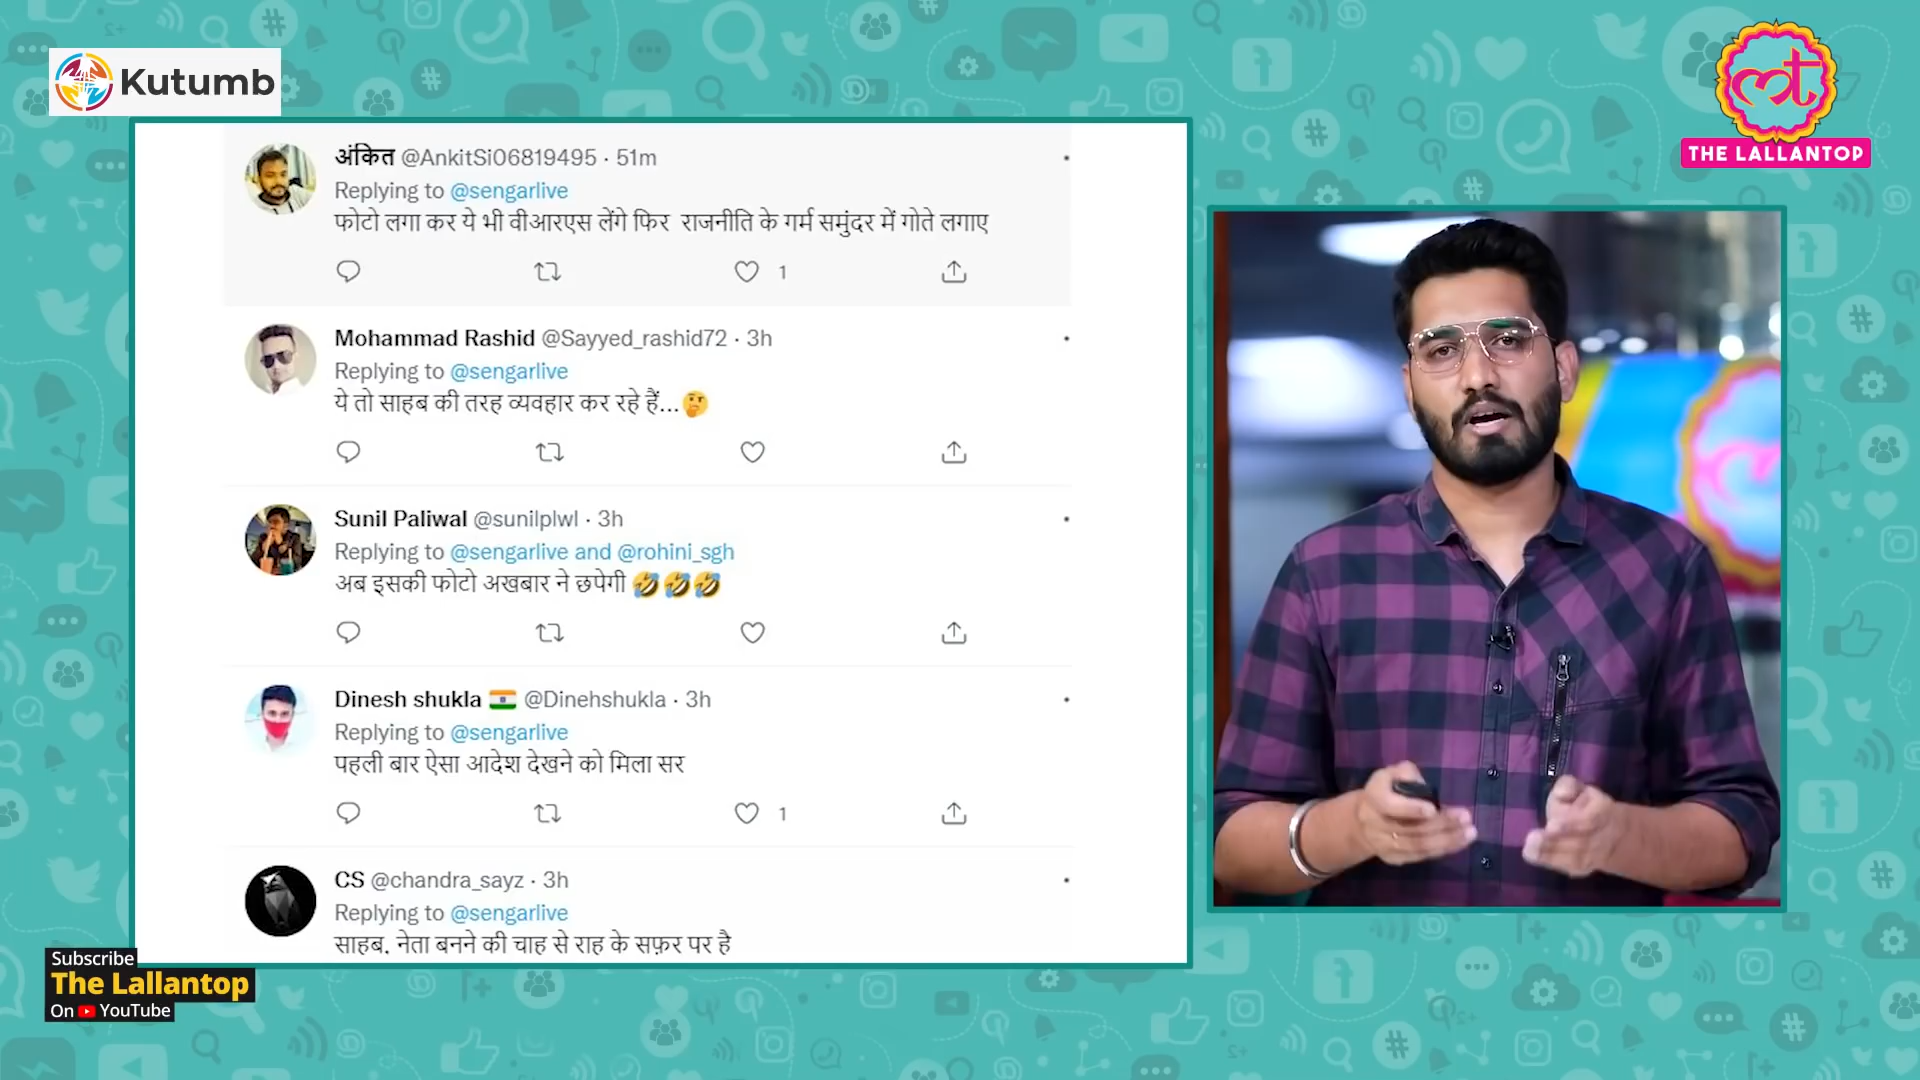 Kutumb
THE LALLANTOP
अंकित @AnkitSi06819495 · 51m
Replying to @sengarlive
फोटो लगा कर ये भी वीआरएस लेंगे फिर राजनीति के गर्म समुंदर में गोते लगाए
1
Mohammad Rashid @Sayyed_rashid72 · 3h
Replying to @sengarlive
ये तो साहब की तरह व्यवहार कर रहे हैं...🤔
Sunil Paliwal @sunilplwl · 3h
Replying to @sengarlive and @rohini_sgh
अब इसकी फोटो अखबार ने छपेगी 🤣🤣🤣
Dinesh shukla 🇮🇳 @Dinehshukla · 3h
Replying to @sengarlive
पहली बार ऐसा आदेश देखने को मिला सर
1
CS @chandra_sayz · 3h
Replying to @sengarlive
साहब, नेता बनने की चाह से राह के सफ़र पर है
Subscribe
The Lallantop
On YouTube